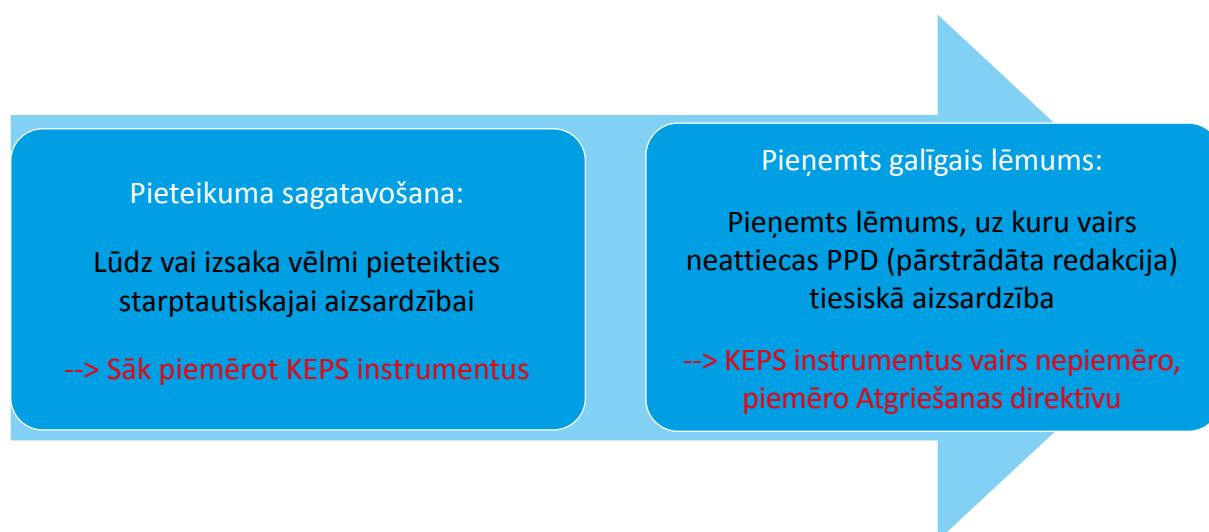 Pieteikuma sagatavošana:
Lūdz vai izsaka vēlmi pieteikties
starptautiskajai aizsardzībai
--> Sāk piemērot KEPS instrumentus
Pieņemts galīgais lēmums:
Pieņemts lēmums, uz kuru vairs
neattiecas PPD (pārstrādāta redakcija)
tiesiskā aizsardzība
--> KEPS instrumentus vairs nepiemēro,
piemēro Atgriešanas direktīvu